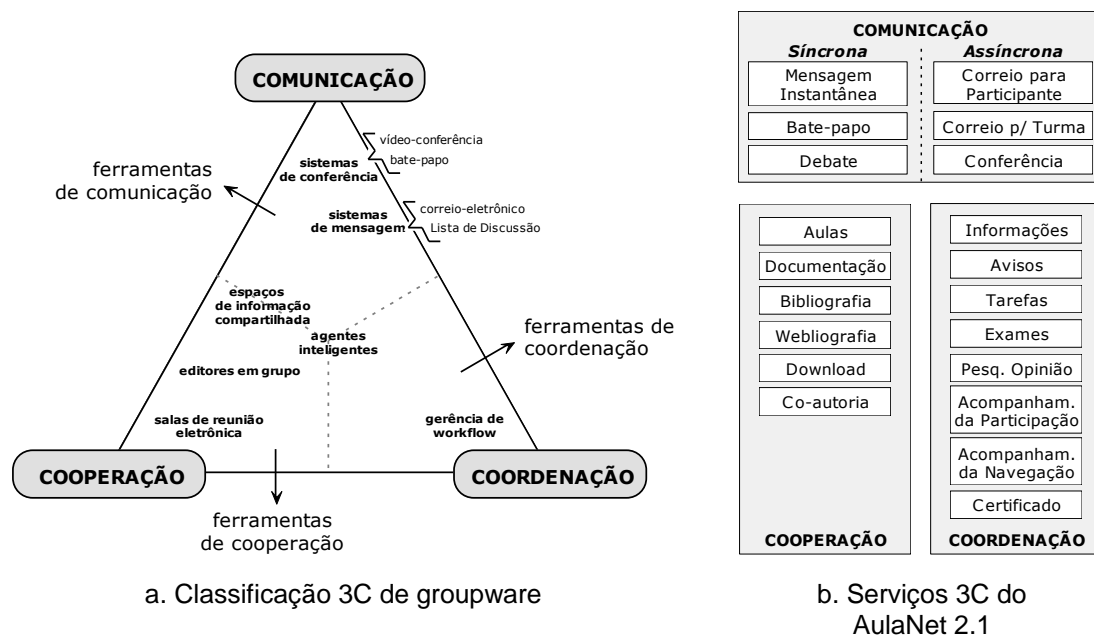 COMUNICAÇÃO
vídeo-conferência
bate-papo
sistemas
de conferência
ferramentas
de comunicação
correio-eletrônico
Lista de Discussão
sistemas
de mensagem
espaços
de informação
compartilhada
agentes
inteligentes
ferramentas de
coordenação
editores em grupo
salas de reunião
eletrônica
gerência de
workflow
COOPERAÇÃO
COORDENAÇÃO
ferramentas
de cooperação
a. Classificação 3C de groupware
COMUNICAÇÃO
Síncrona
Assíncrona
Mensagem
Instantânea
Correio para
Participante
Bate-papo
Correio p/ Turma
Debate
Conferência
Aulas
Documentação
Bibliografia
Webliografia
Download
Co-autoria
COOPERAÇÃO
Informações
Avisos
Tarefas
Exames
Pesq. Opinião
Acompanham.
da Participação
Acompanham.
da Navegação
Certificado
COORDENAÇÃO
b. Serviços 3C do
AulaNet 2.1